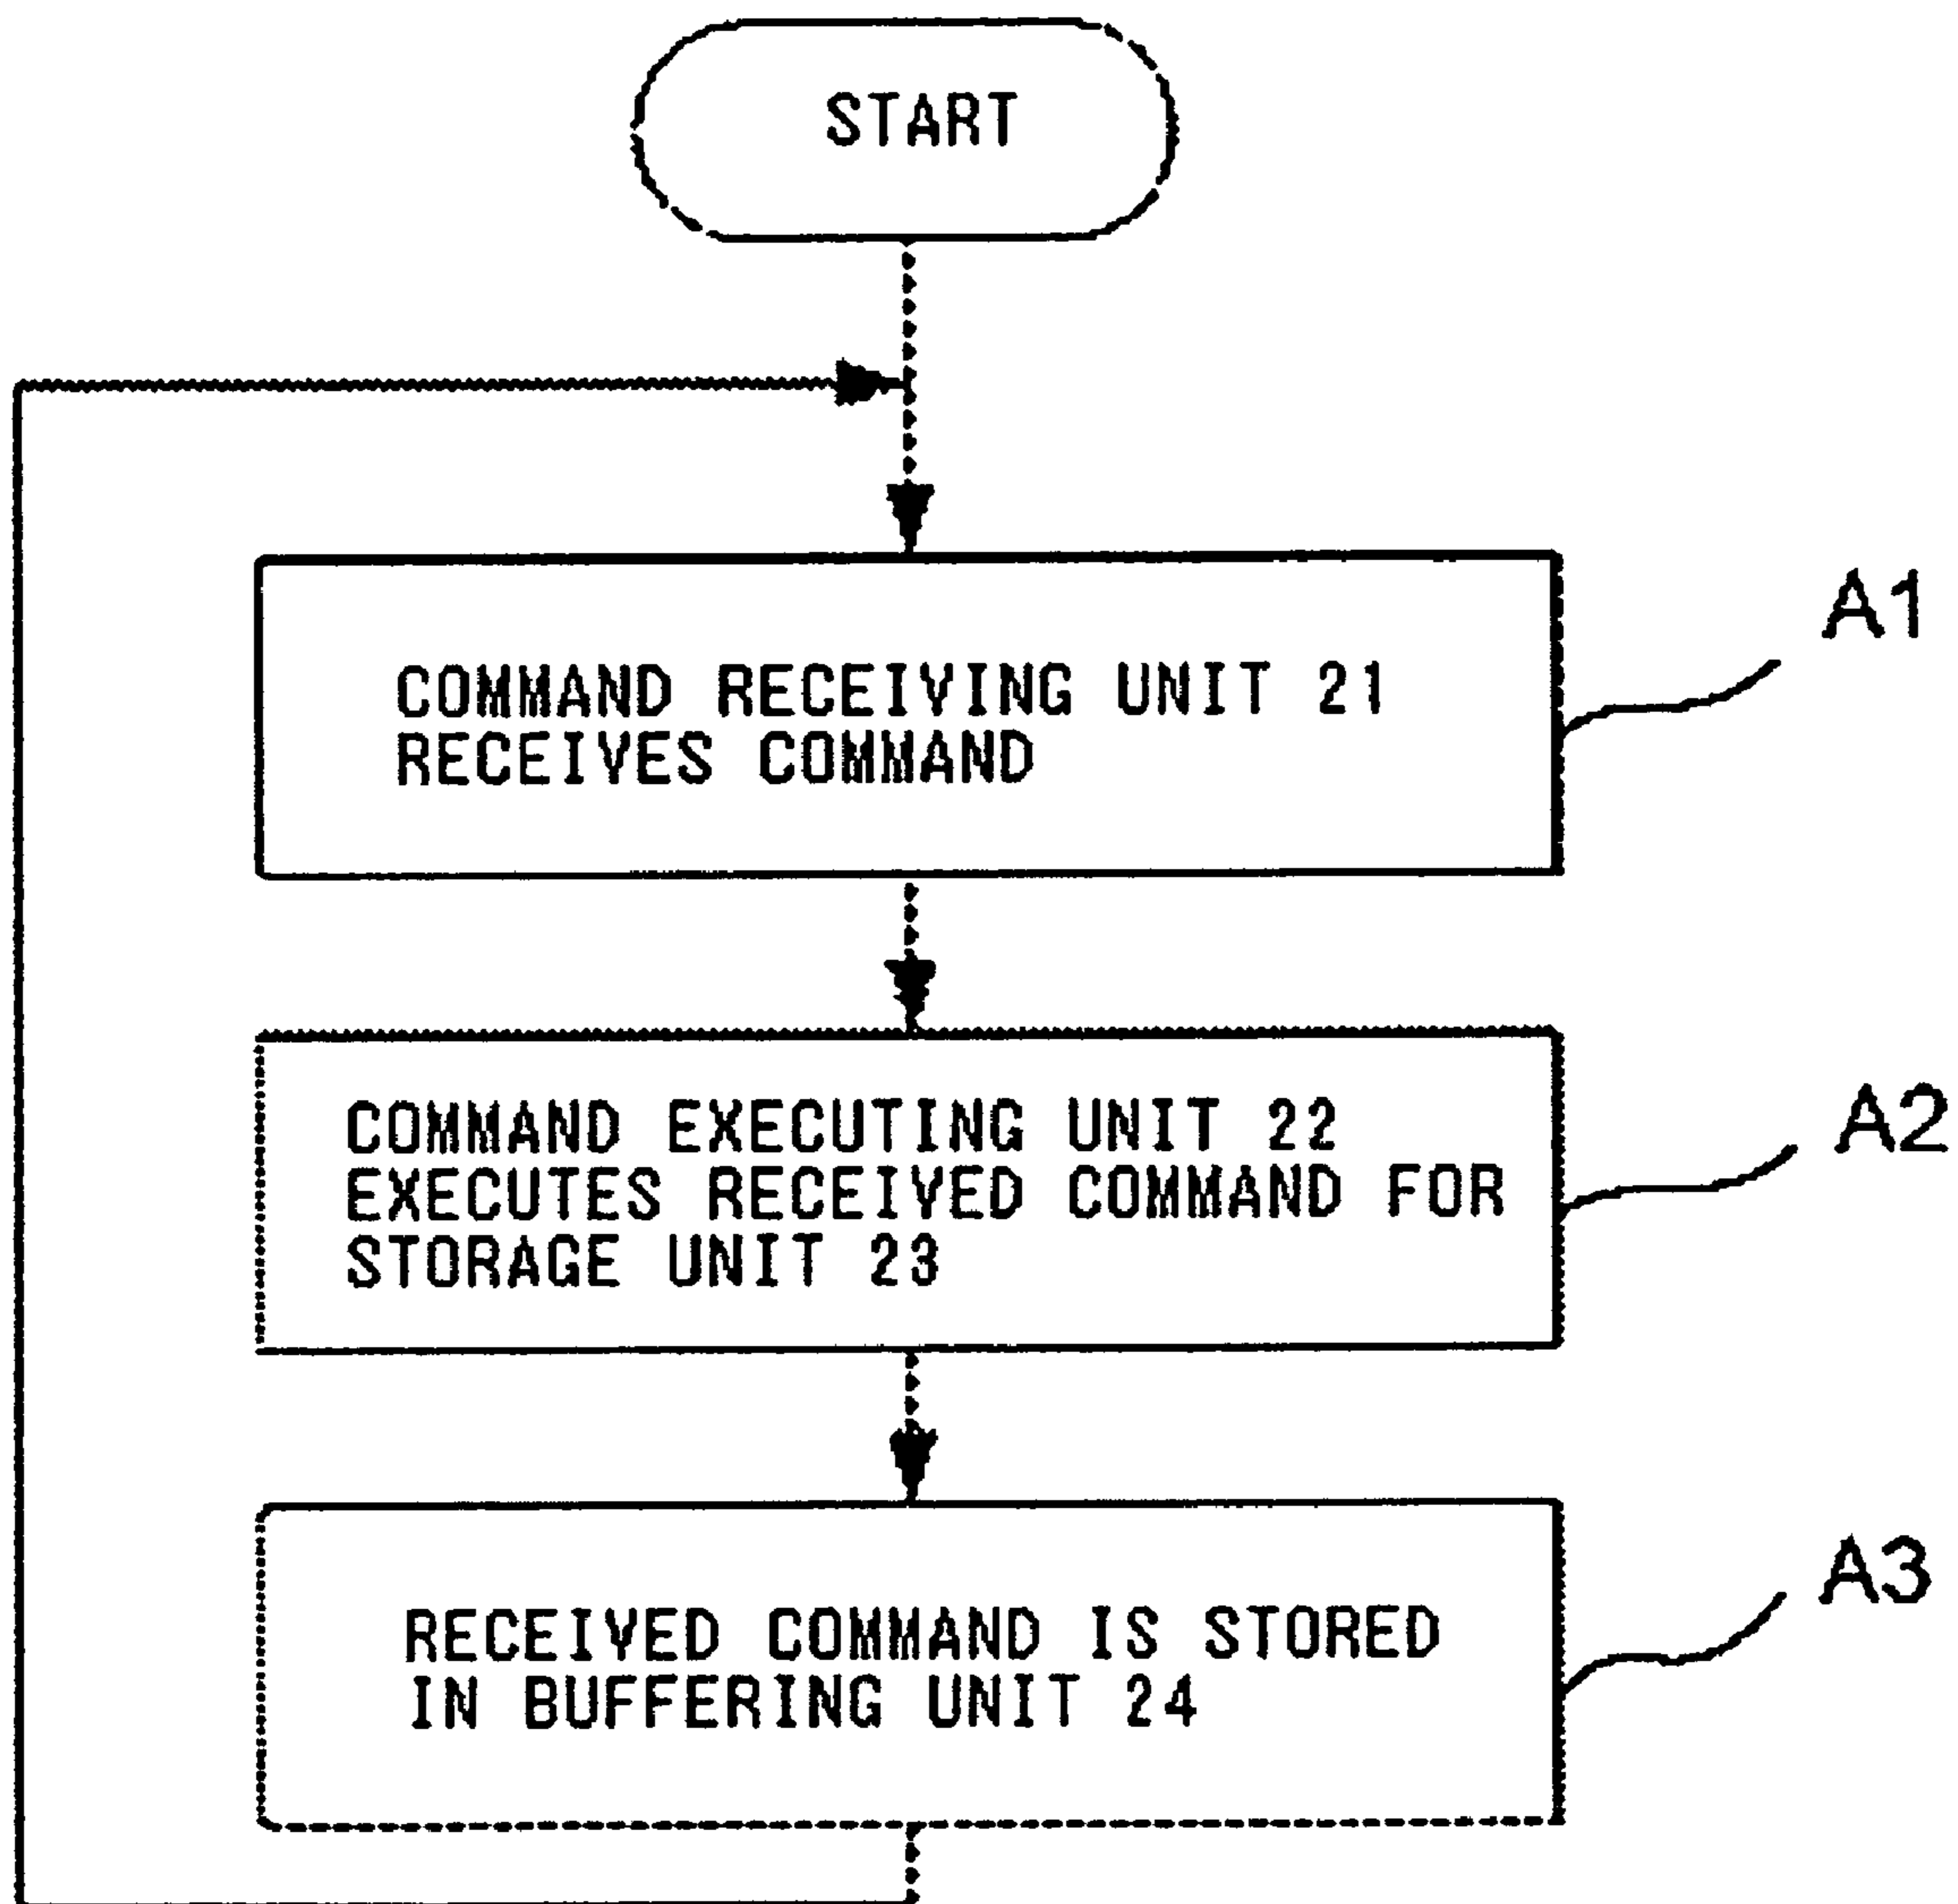 START
COMMAND RECEIVING UNIT 21
RECEIVES COMMAND
A1
COMMAND EXECUTING UNIT 22
EXECUTES RECEIVED COMMAND FOR
STORAGE UNIT 23
A2
RECEIVED COMMAND IS STORED
IN BUFFERING UNIT 24
A3